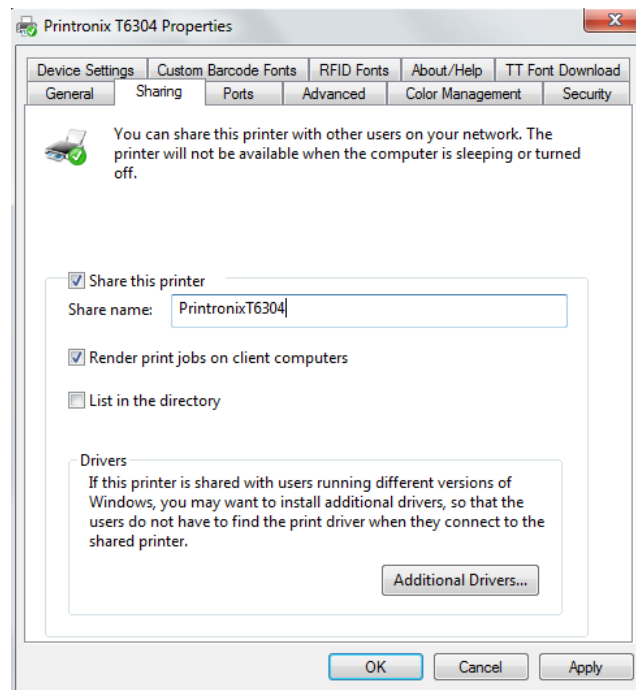 Printronix T6304 Properties
Device Settings Custom Barcode Fonts RFID Fonts About/Help TT Font Download
General Sharing Ports Advanced Color Management Security
You can share this printer with other users on your network. The
printer will not be available when the computer is sleeping or turned
off.
Share this printer
Share name: PrintronixT6304
Render print jobs on client computers
List in the directory
Drivers
If this printer is shared with users running different versions of
Windows, you may want to install additional drivers, so that the
users do not have to find the print driver when they connect to the
shared printer.
Additional Drivers...
OK Cancel Apply